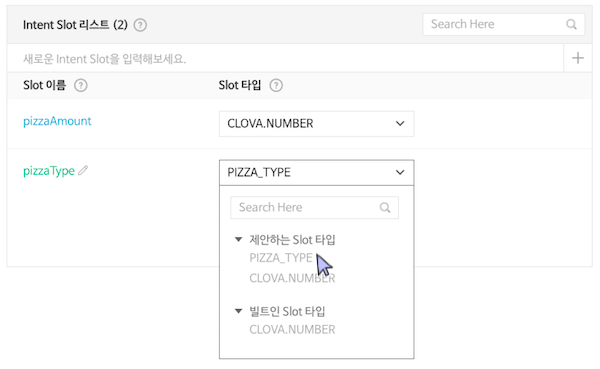 Intent Slot 리스트 (2) ?
Search Here
새로운 Intent Slot을 입력해보세요.
Slot 이름 ? Slot 타입 ?
pizzaAmount CLOVA.NUMBER
pizzaType PIZZA_TYPE
Search Here
제안하는 Slot 타입
PIZZA_TYPE
CLOVA.NUMBER
빌트인 Slot 타입
CLOVA.NUMBER